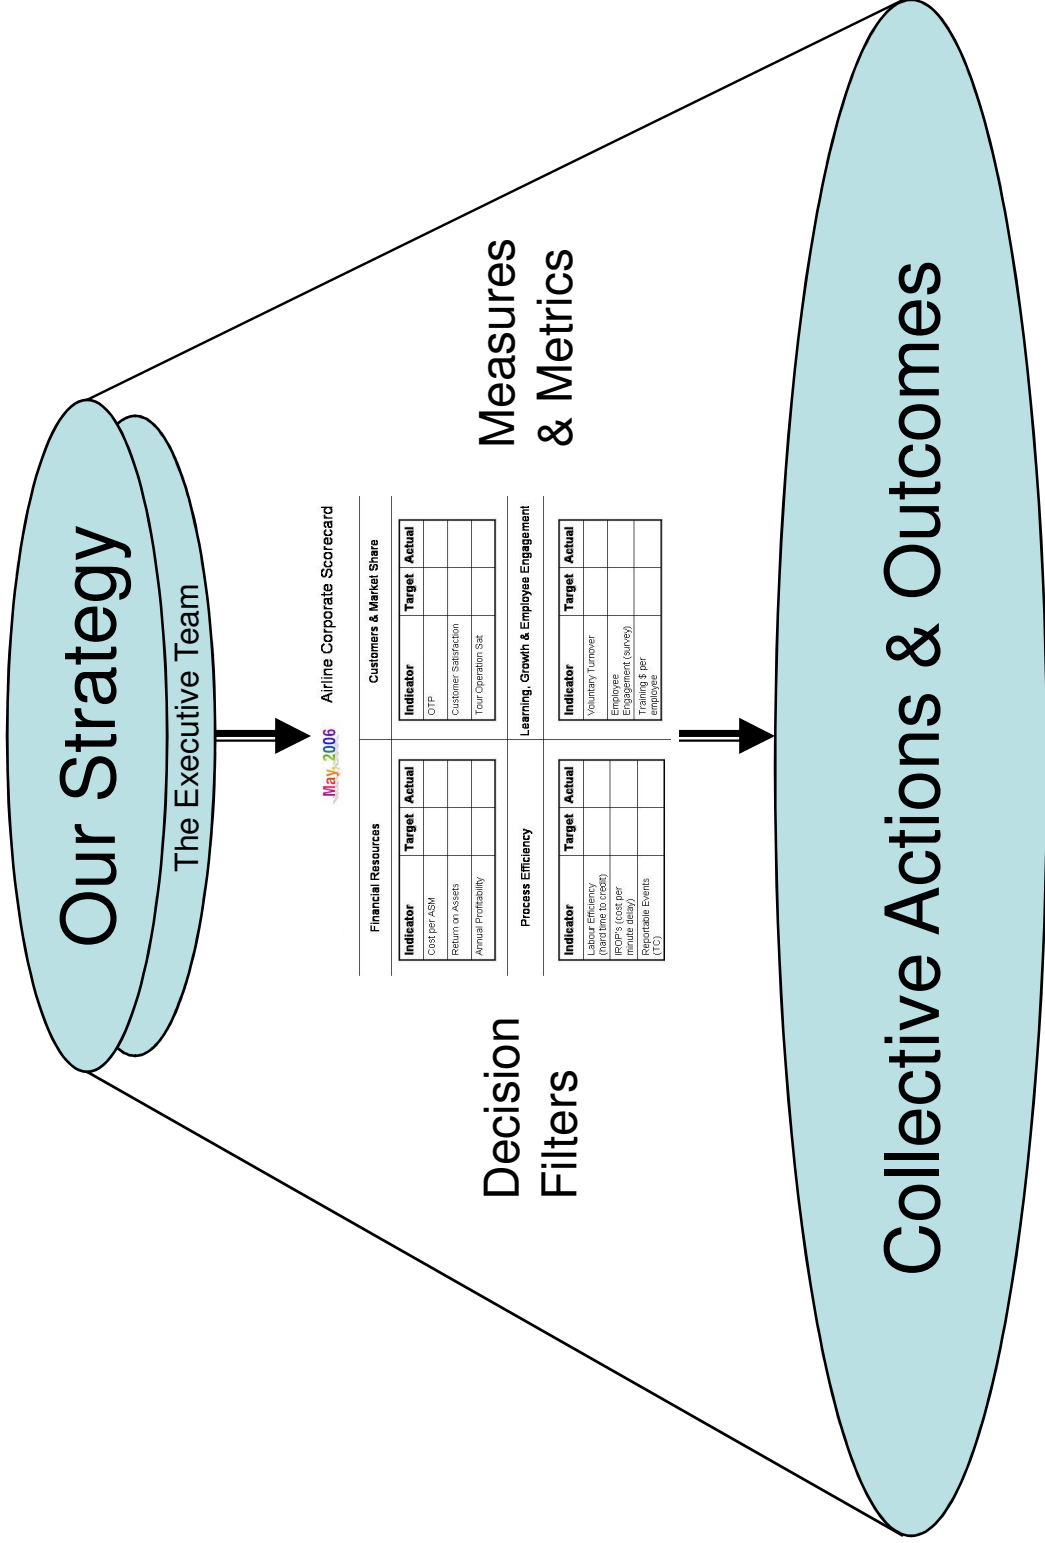 Our Strategy
The Executive Team
May, 2006 Airline Corporate Scorecard
Financial Resources
Customers & Market Share
Indicator Target Actual
Cost per ASM
Return on Assets
Annual Profitability
Indicator Target Actual
OTP
Customer Satisfaction
Tour Operation Sat
Process Efficiency
Learning, Growth & Employee Engagement
Indicator Target Actual
Labour Efficiency
(hard time to credit)
IROP's (cost per
minute delay)
Reportable Events
(TC)
Indicator Target Actual
Voluntary Turnover
Employee
Engagement (survey)
Training $ per
employee
Decision
Filters
Measures
& Metrics
Collective Actions & Outcomes